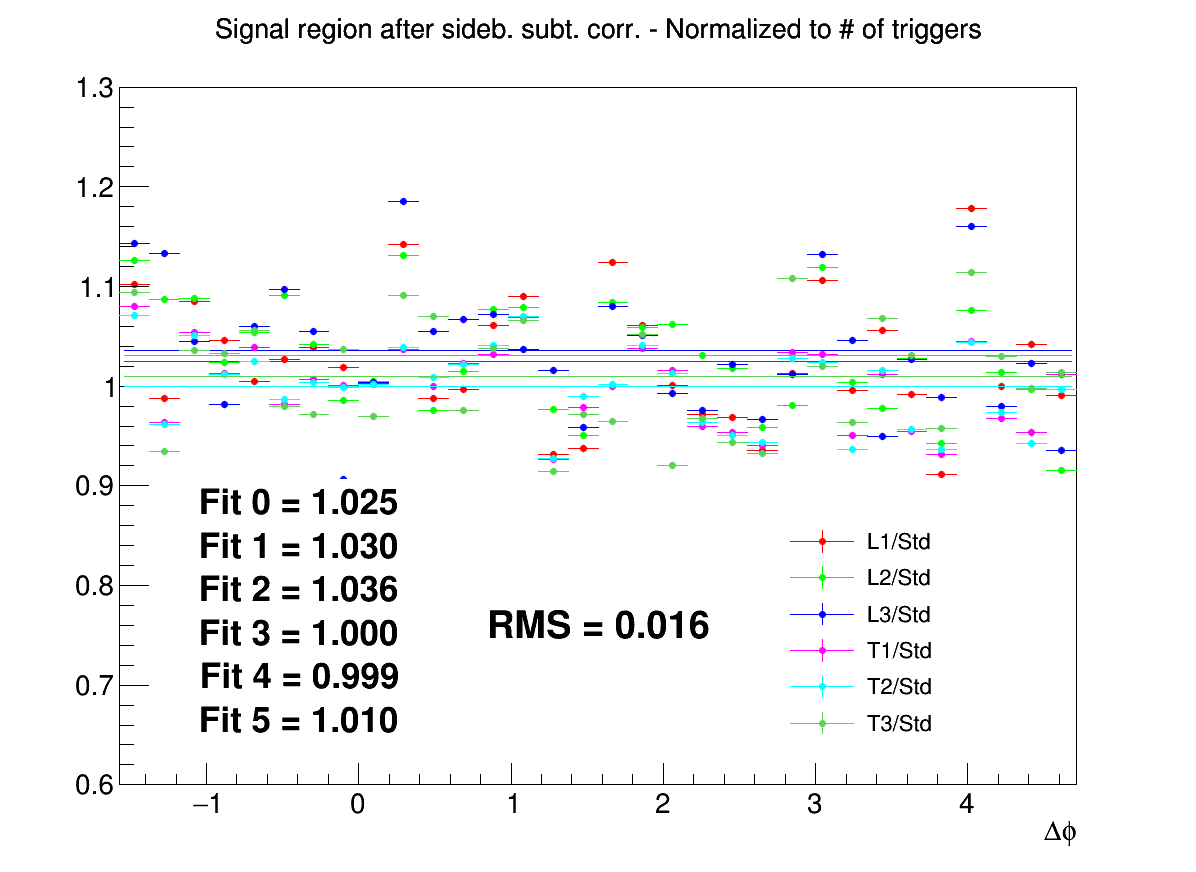 Signal region after sideb. subt. corr. - Normalized to # of triggers
1.3
1.2
1.1
1
0.9
0.8
0.7
0.6
Fit 0 = 1.025
Fit 1 = 1.030
Fit 2 = 1.036
Fit 3 = 1.000
Fit 4 = 0.999
Fit 5 = 1.010
RMS = 0.016
L1/Std
L2/Std
L3/Std
T1/Std
T2/Std
T3/Std
−1 0 1 2 3 4
Δϕ